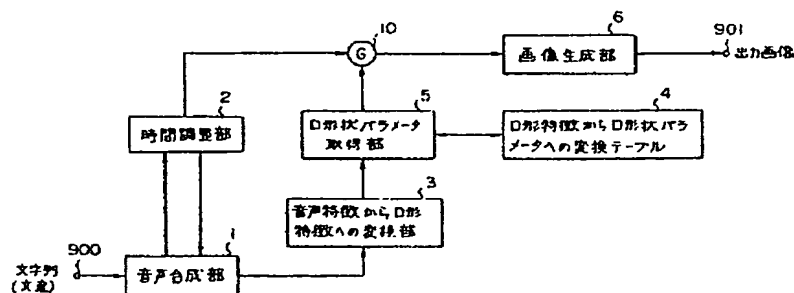 901
6
10
画像生成部
出力画像
G
2
5
4
時間調整部
口形状パラメータ
取得部
口形特徴から口形状パラ
メータへの変換テーブル
3
音声特徴から口形
特徴への変換部
900
1
文字列
(文章)
音声合成部